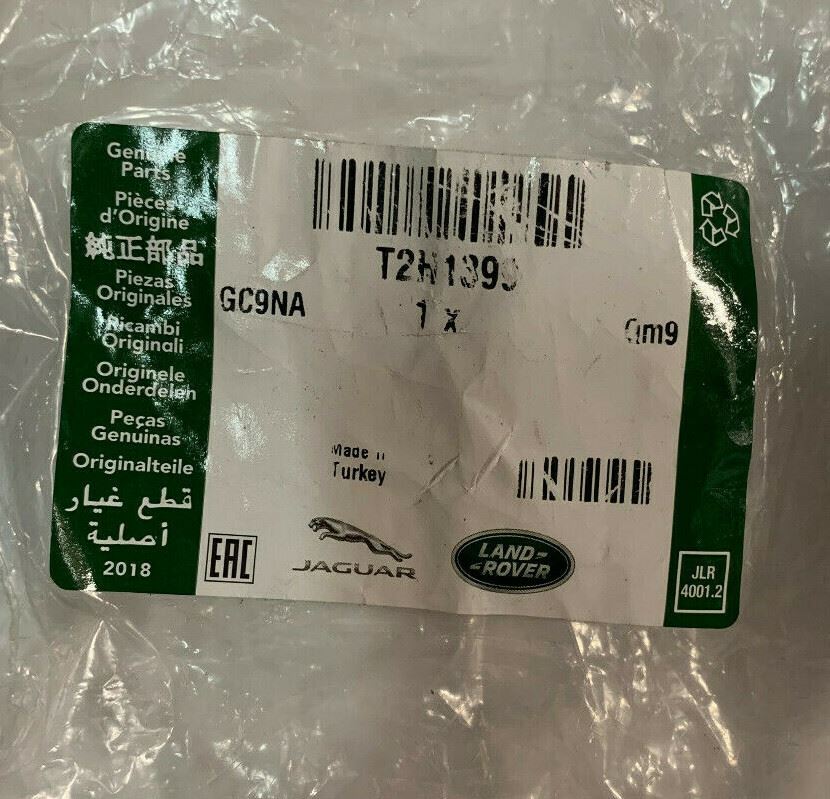 Genuine
Parts
Pièces
d'Origine
純正部品
Piezas
Originales
Ricambi
Originali
Originele
Onderdelen
Peças
Genuinas
Originalteile
قطع غيار
أصلية
2018
GC9NA
1 x
Made in
Turkey
EAC
JAGUAR
LAND-
-ROVER
JLR
4001.2